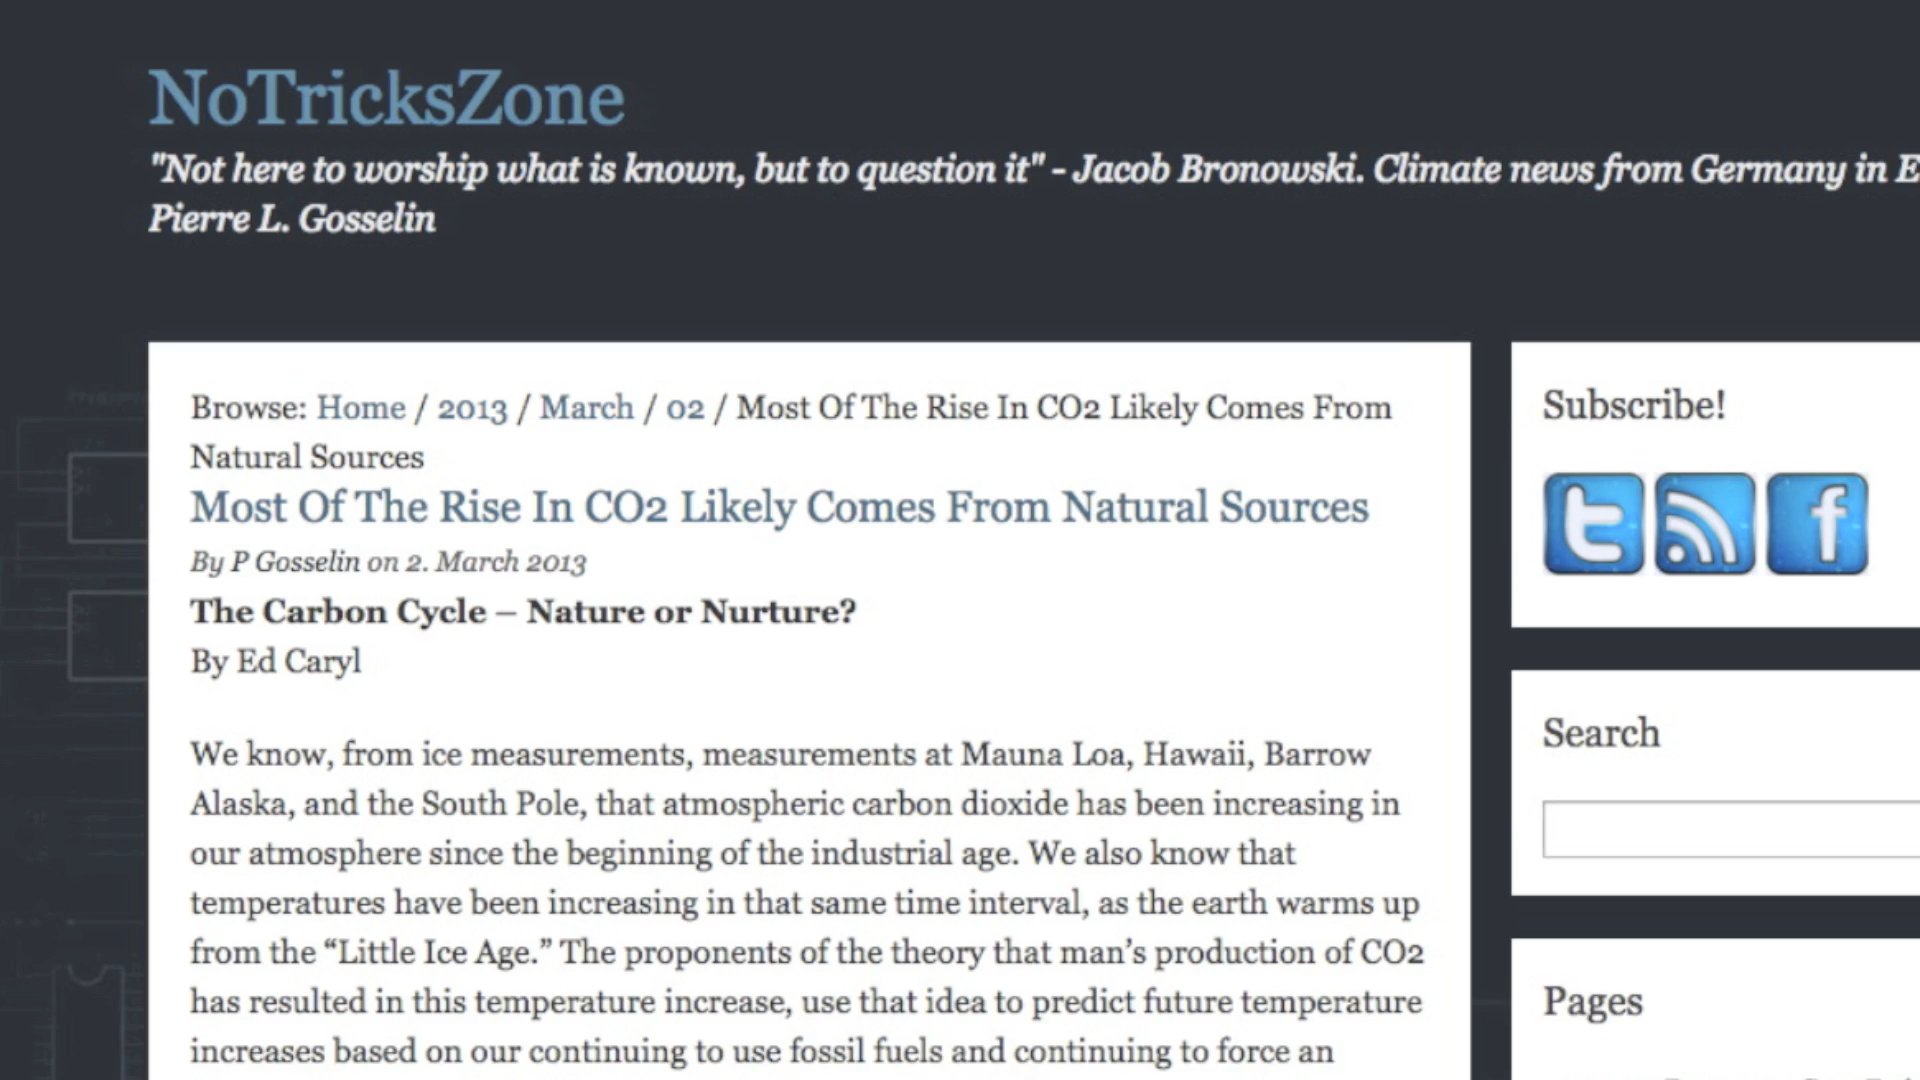 NoTricksZone
"Not here to worship what is known, but to question it" - Jacob Bronowski. Climate news from Germany in E
Pierre L. Gosselin
Browse: Home / 2013 / March / 02 / Most Of The Rise In CO2 Likely Comes From
Natural Sources
Most Of The Rise In CO2 Likely Comes From Natural Sources
By P Gosselin on 2. March 2013
The Carbon Cycle – Nature or Nurture?
By Ed Caryl
We know, from ice measurements, measurements at Mauna Loa, Hawaii, Barrow
Alaska, and the South Pole, that atmospheric carbon dioxide has been increasing in
our atmosphere since the beginning of the industrial age. We also know that
temperatures have been increasing in that same time interval, as the earth warms up
from the “Little Ice Age.” The proponents of the theory that man’s production of CO2
has resulted in this temperature increase, use that idea to predict future temperature
increases based on our continuing to use fossil fuels and continuing to force an
Subscribe!
Search
Pages